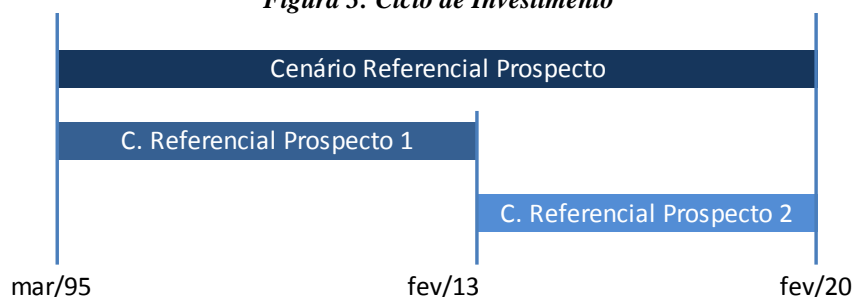 Figura 3: Ciclo de Investimento
Cenário Referencial Prospecto
C. Referencial Prospecto 1
C. Referencial Prospecto 2
mar/95 fev/13 fev/20